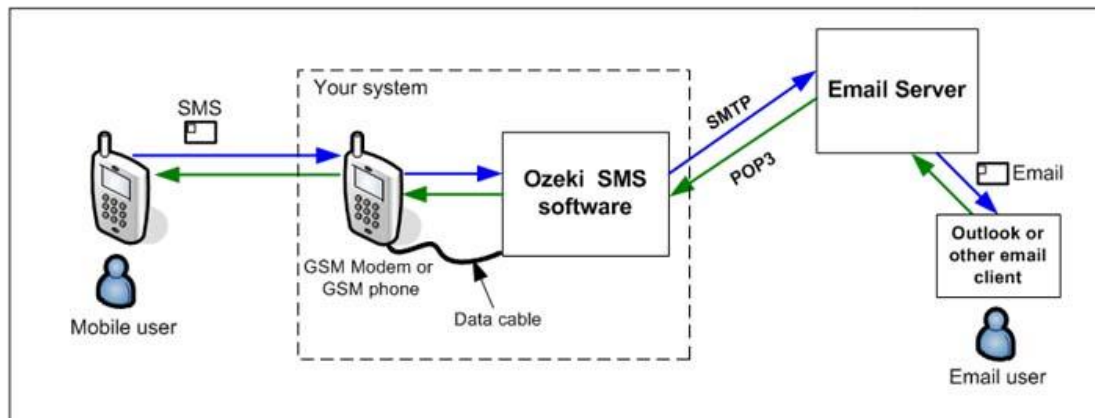 Your system
SMS
Ozeki SMS
software
GSM Modem or
GSM phone
Data cable
Mobile user
SMTP
POP3
Email Server
Email
Outlook or
other email
client
Email user